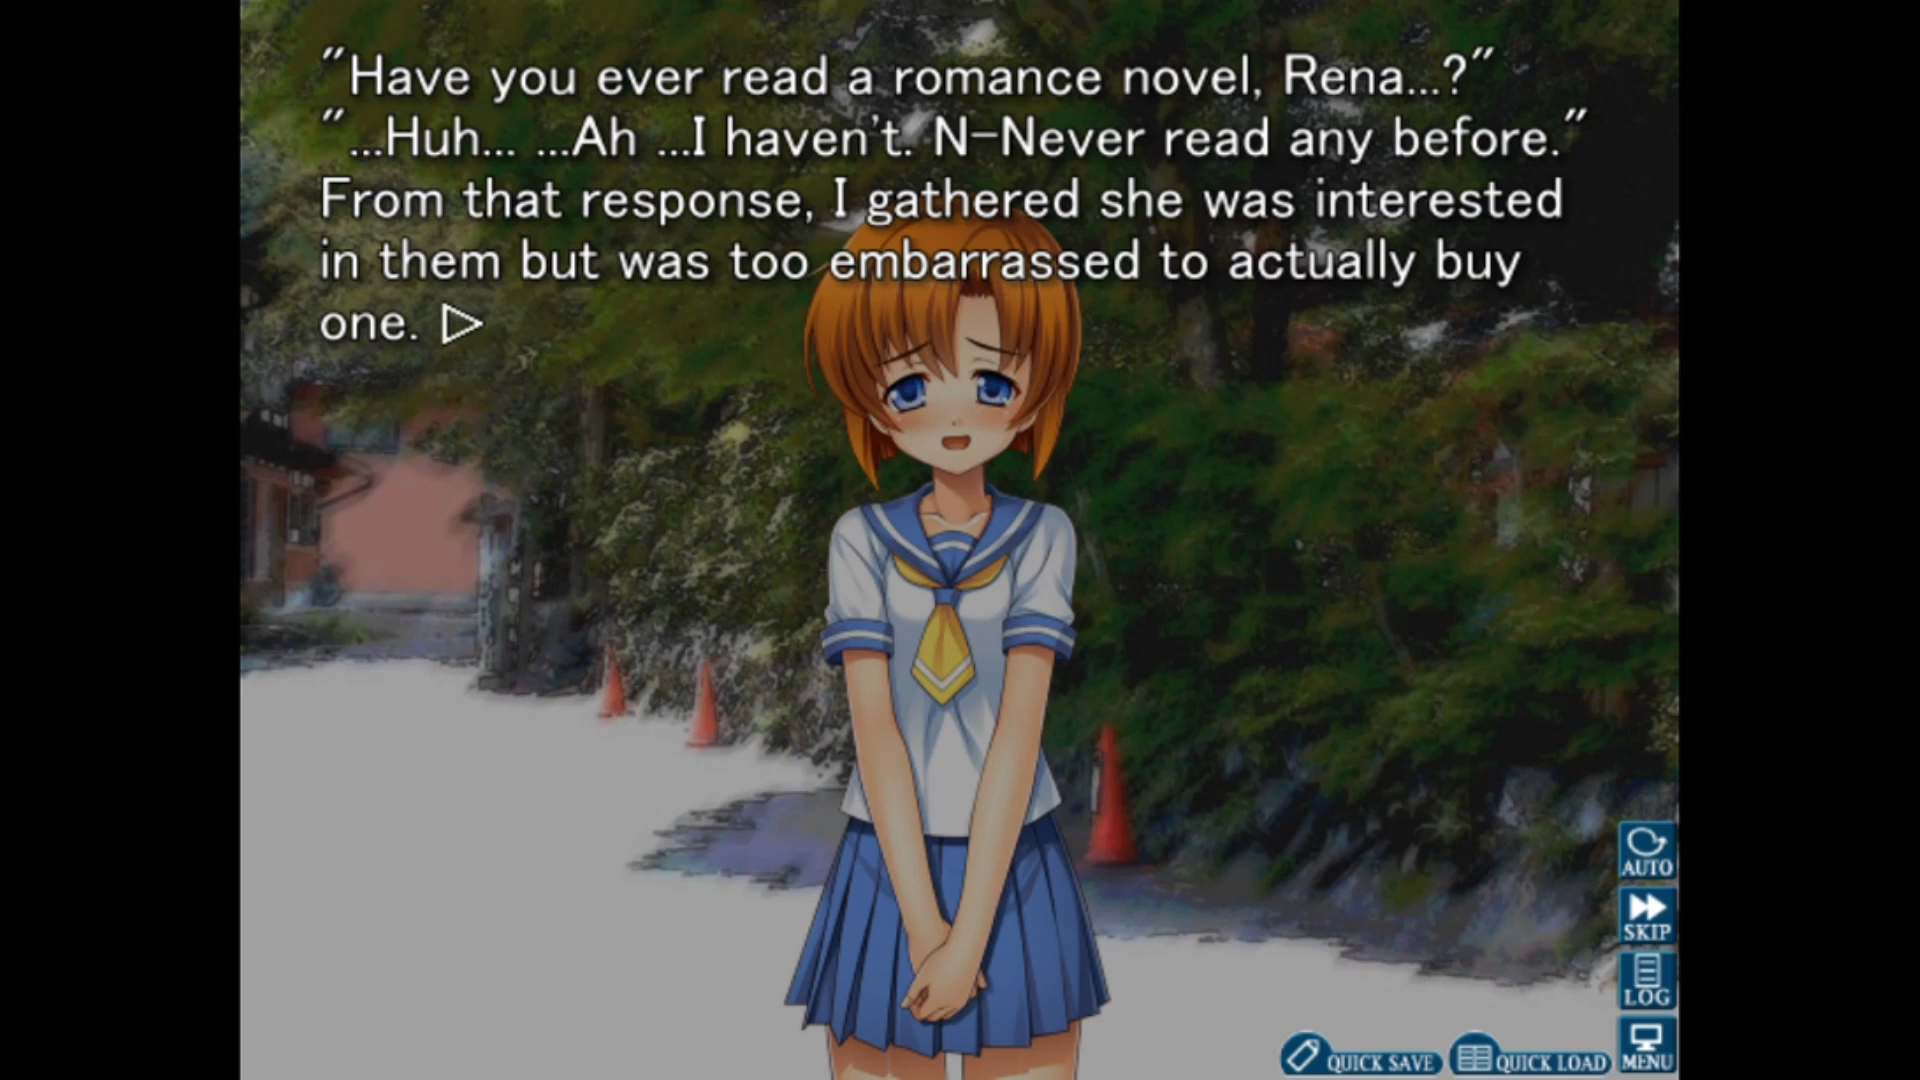 "Have you ever read a romance novel, Rena...?"
"...Huh... ...Ah ...I haven't. N-Never read any before."
From that response, I gathered she was interested
in them but was too embarrassed to actually buy
one.
AUTO
SKIP
LOG
MENU
QUICK SAVE
QUICK LOAD